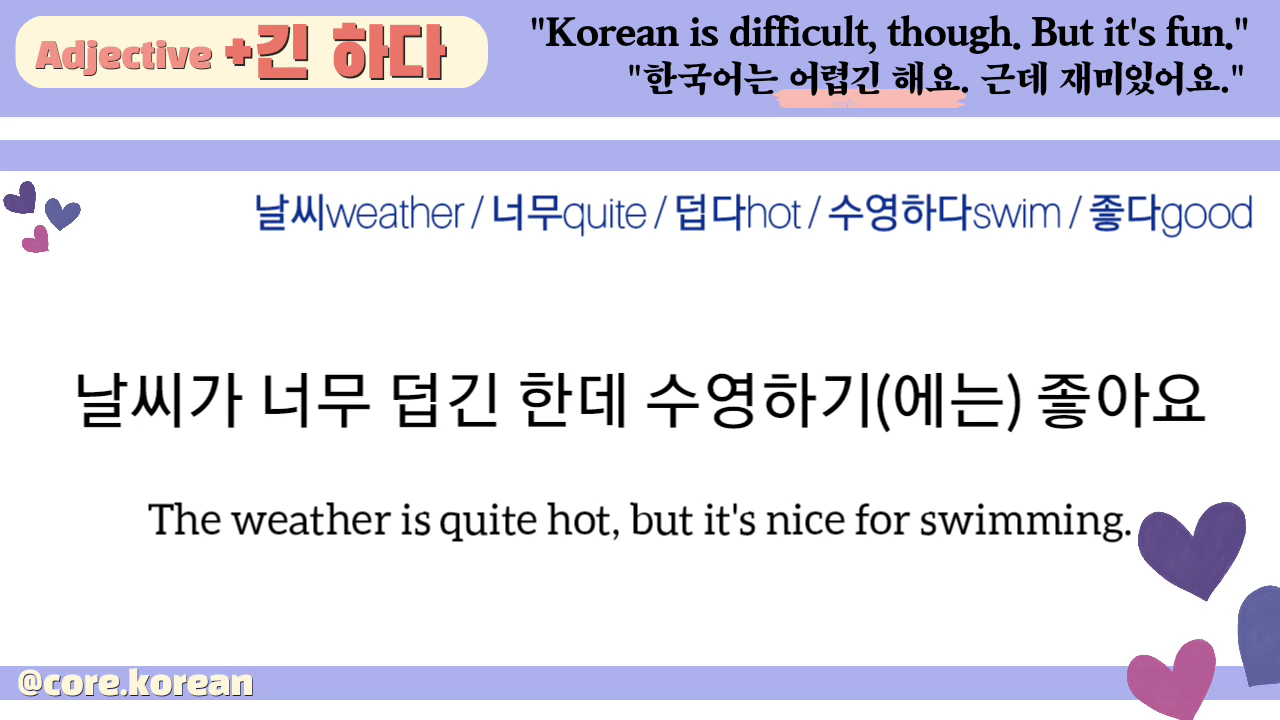 Adjective +긴 하다
"Korean is difficult, though. But it's fun."
"한국어는 어렵긴 해요. 근데 재미있어요."
날씨weather / 너무quite / 덥다hot / 수영하다swim / 좋다good
날씨가 너무 덥긴 한데 수영하기(에는) 좋아요
The weather is quite hot, but it's nice for swimming.
@core.korean